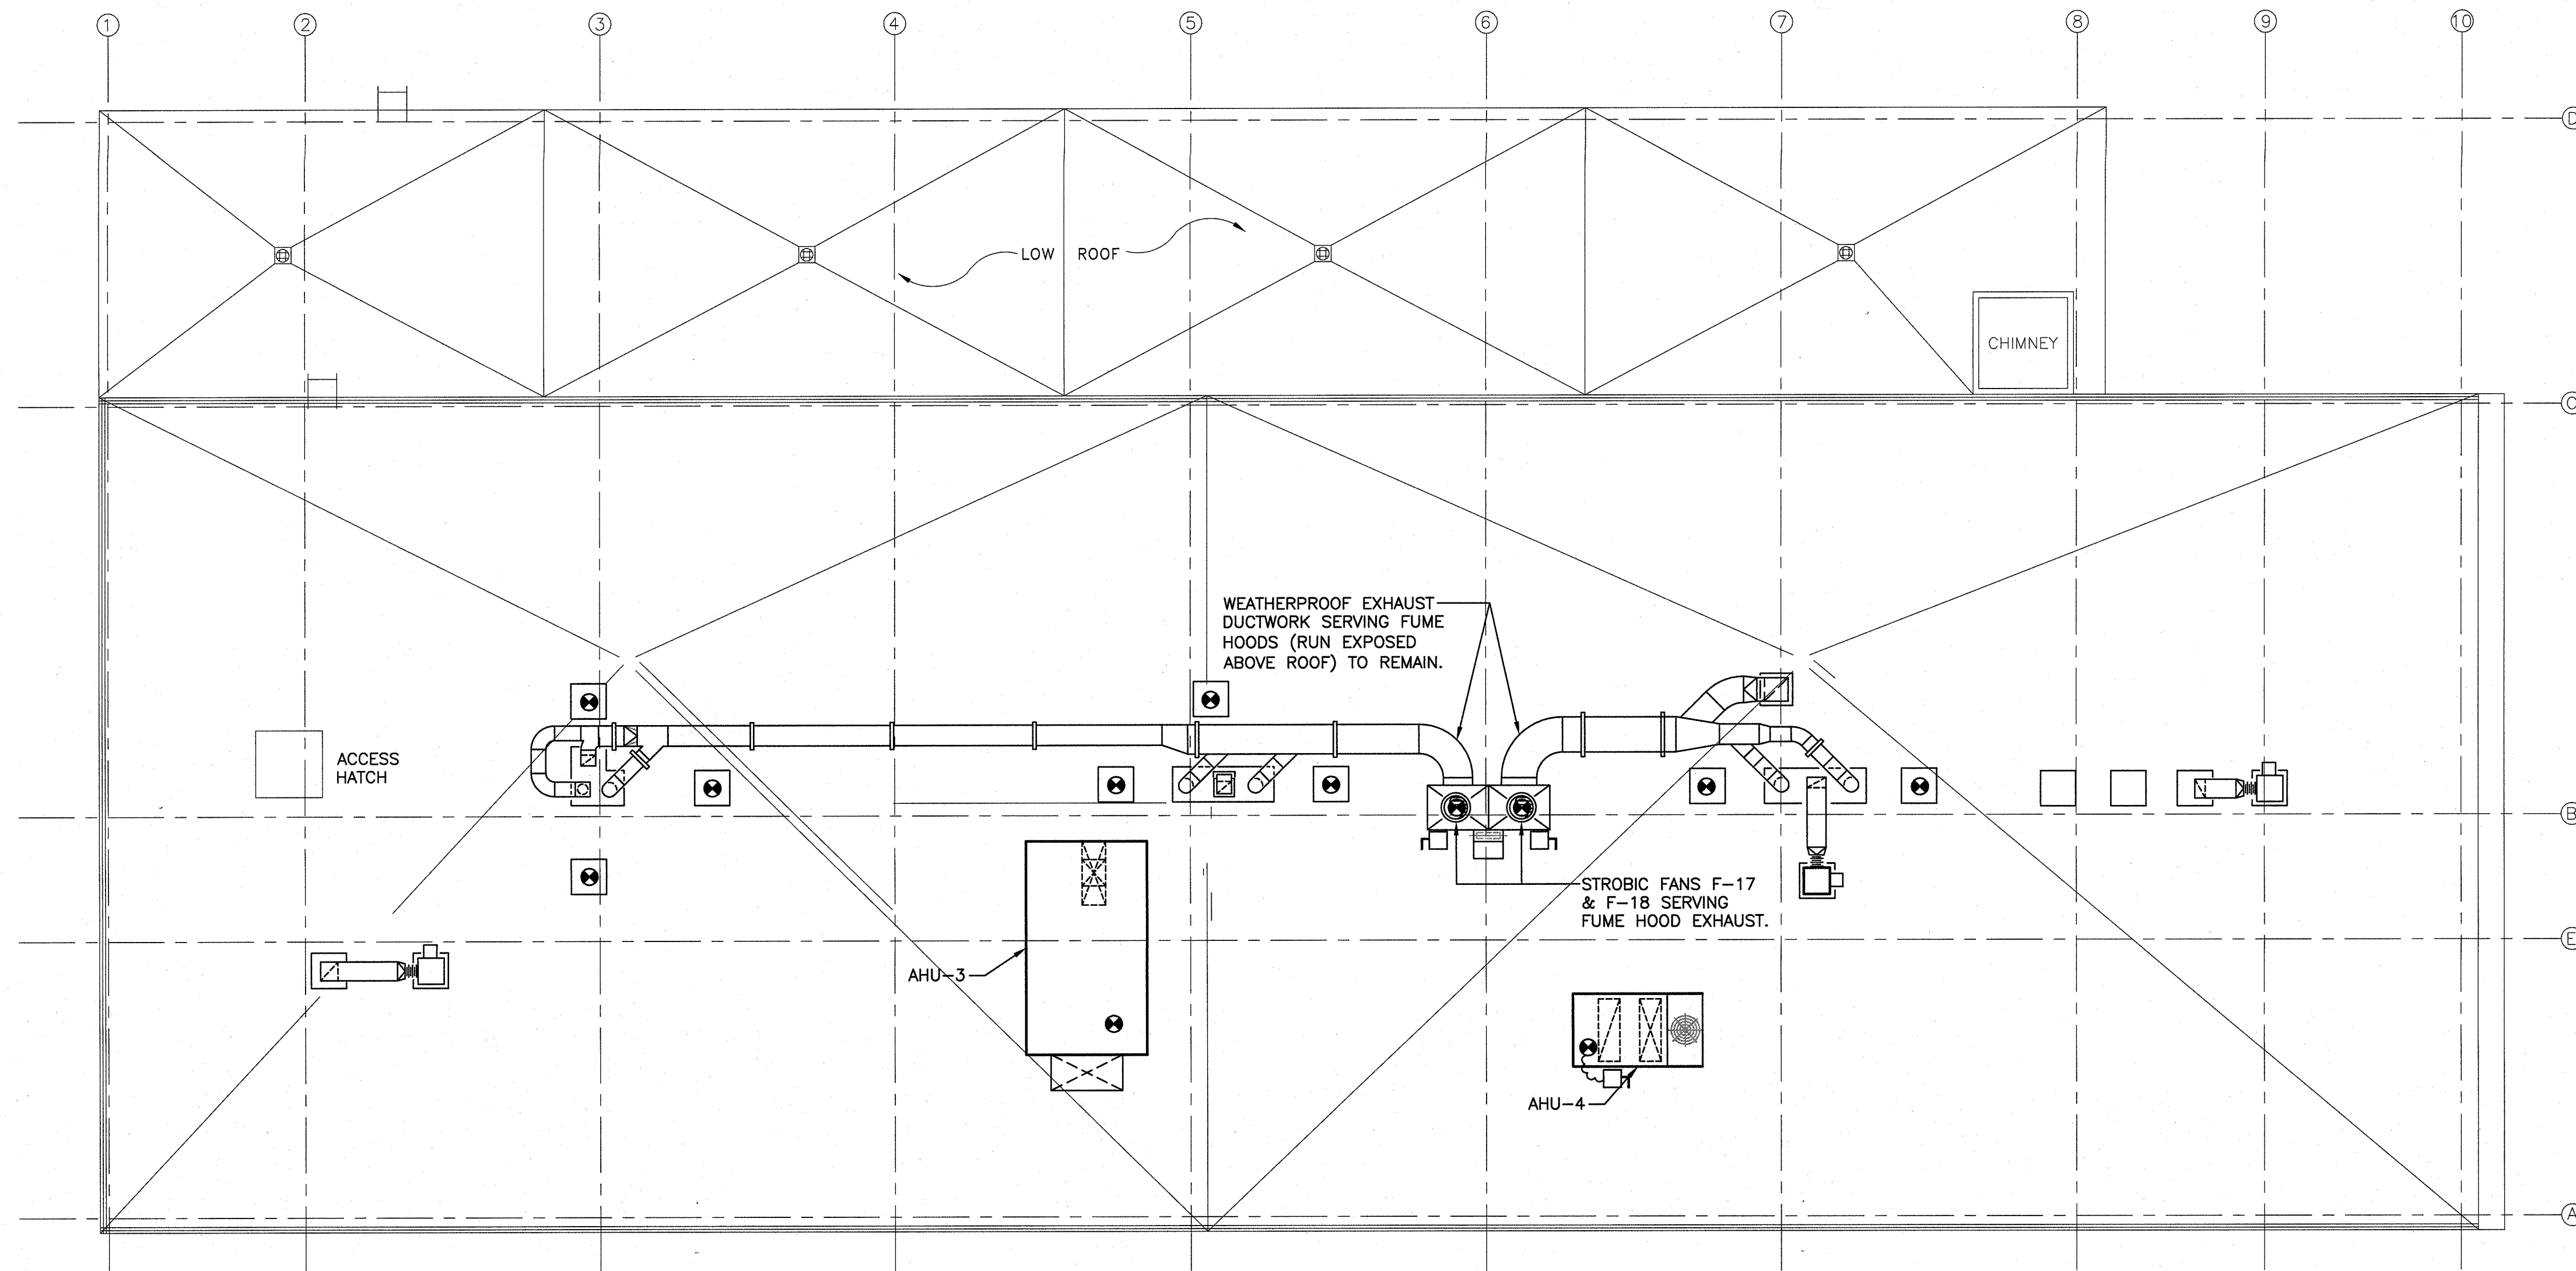 1 2 3 4 5 6 7 8 9 10
D
LOW ROOF
CHIMNEY
C
WEATHERPROOF EXHAUST
DUCTWORK SERVING FUME
HOODS (RUN EXPOSED
ABOVE ROOF) TO REMAIN.
ACCESS
HATCH
B
STROBIC FANS F-17
& F-18 SERVING
FUME HOOD EXHAUST.
E
AHU-3
AHU-4
A